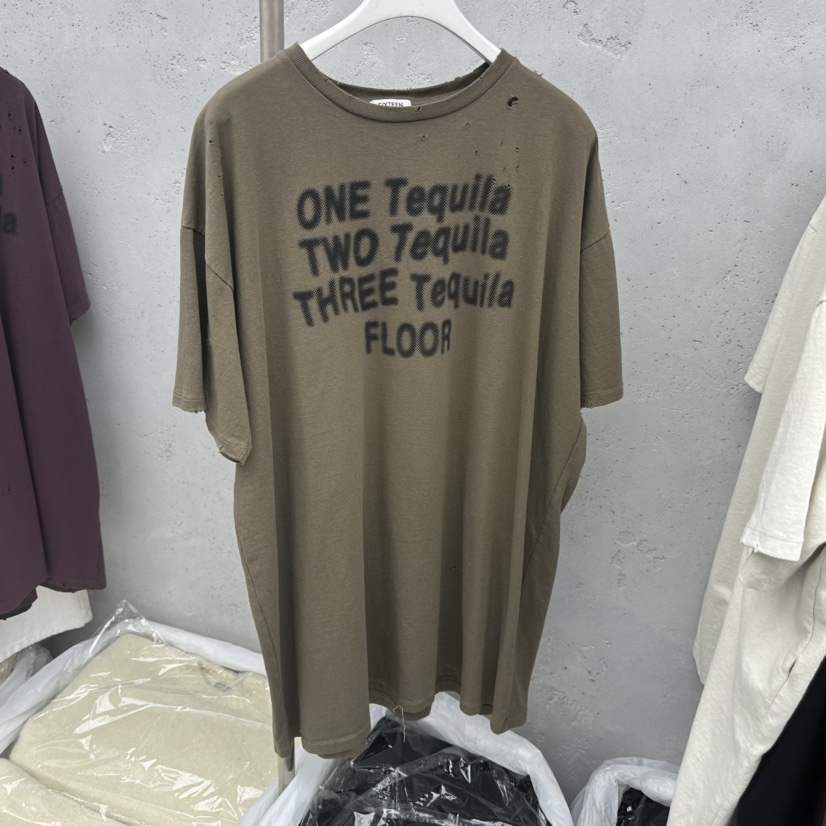 SIXTEEN
ONE Tequila
TWO Tequila
THREE Tequila
FLOOR